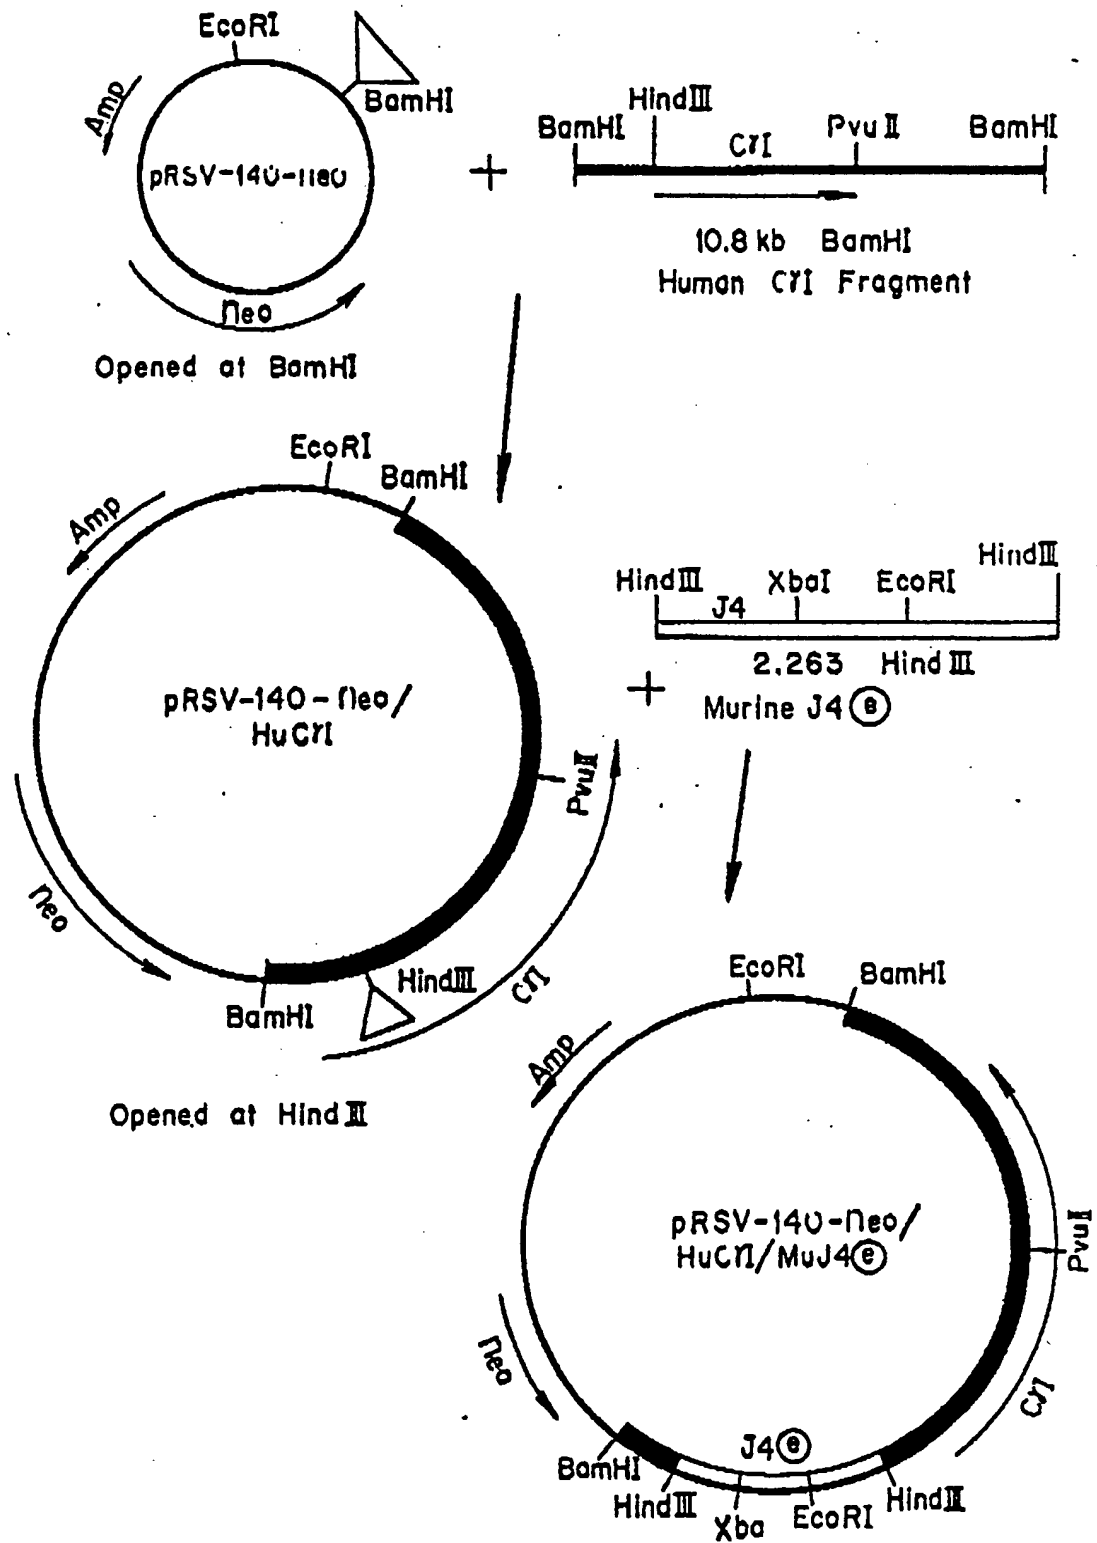 EcoRI
BamHI
Amp
pRSV-140-neo
neo
Opened at BamHI
+
BamHI
HindIII
CγI
PvuII
BamHI
10.8 kb BamHI
Human CγI Fragment
EcoRI
BamHI
Amp
pRSV-140-neo/
HuCγI
PvuII
neo
BamHI
HindIII
CγI
Opened at HindIII
+
HindIII
J4
XbaI
EcoRI
HindIII
2.263 HindIII
Murine J4 ⓔ
EcoRI
BamHI
Amp
pRSV-140-neo/
HuCγI/MuJ4ⓔ
PvuII
neo
CγI
J4ⓔ
BamHI
HindIII
Xba
EcoRI
HindIII